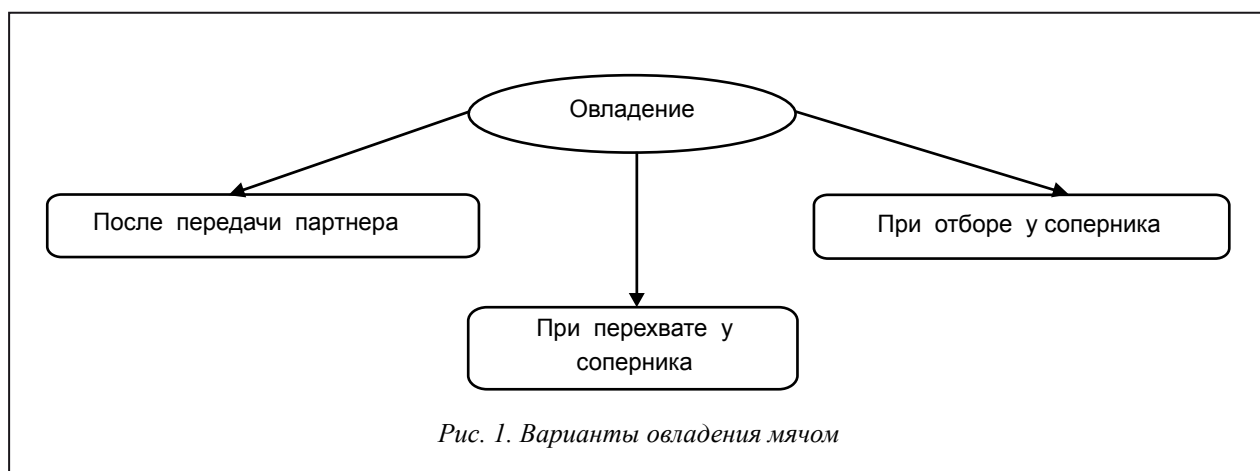 Овладение
После передачи партнера
При отборе у соперника
При перехвате у
соперника
Рис. 1. Варианты овладения мячом